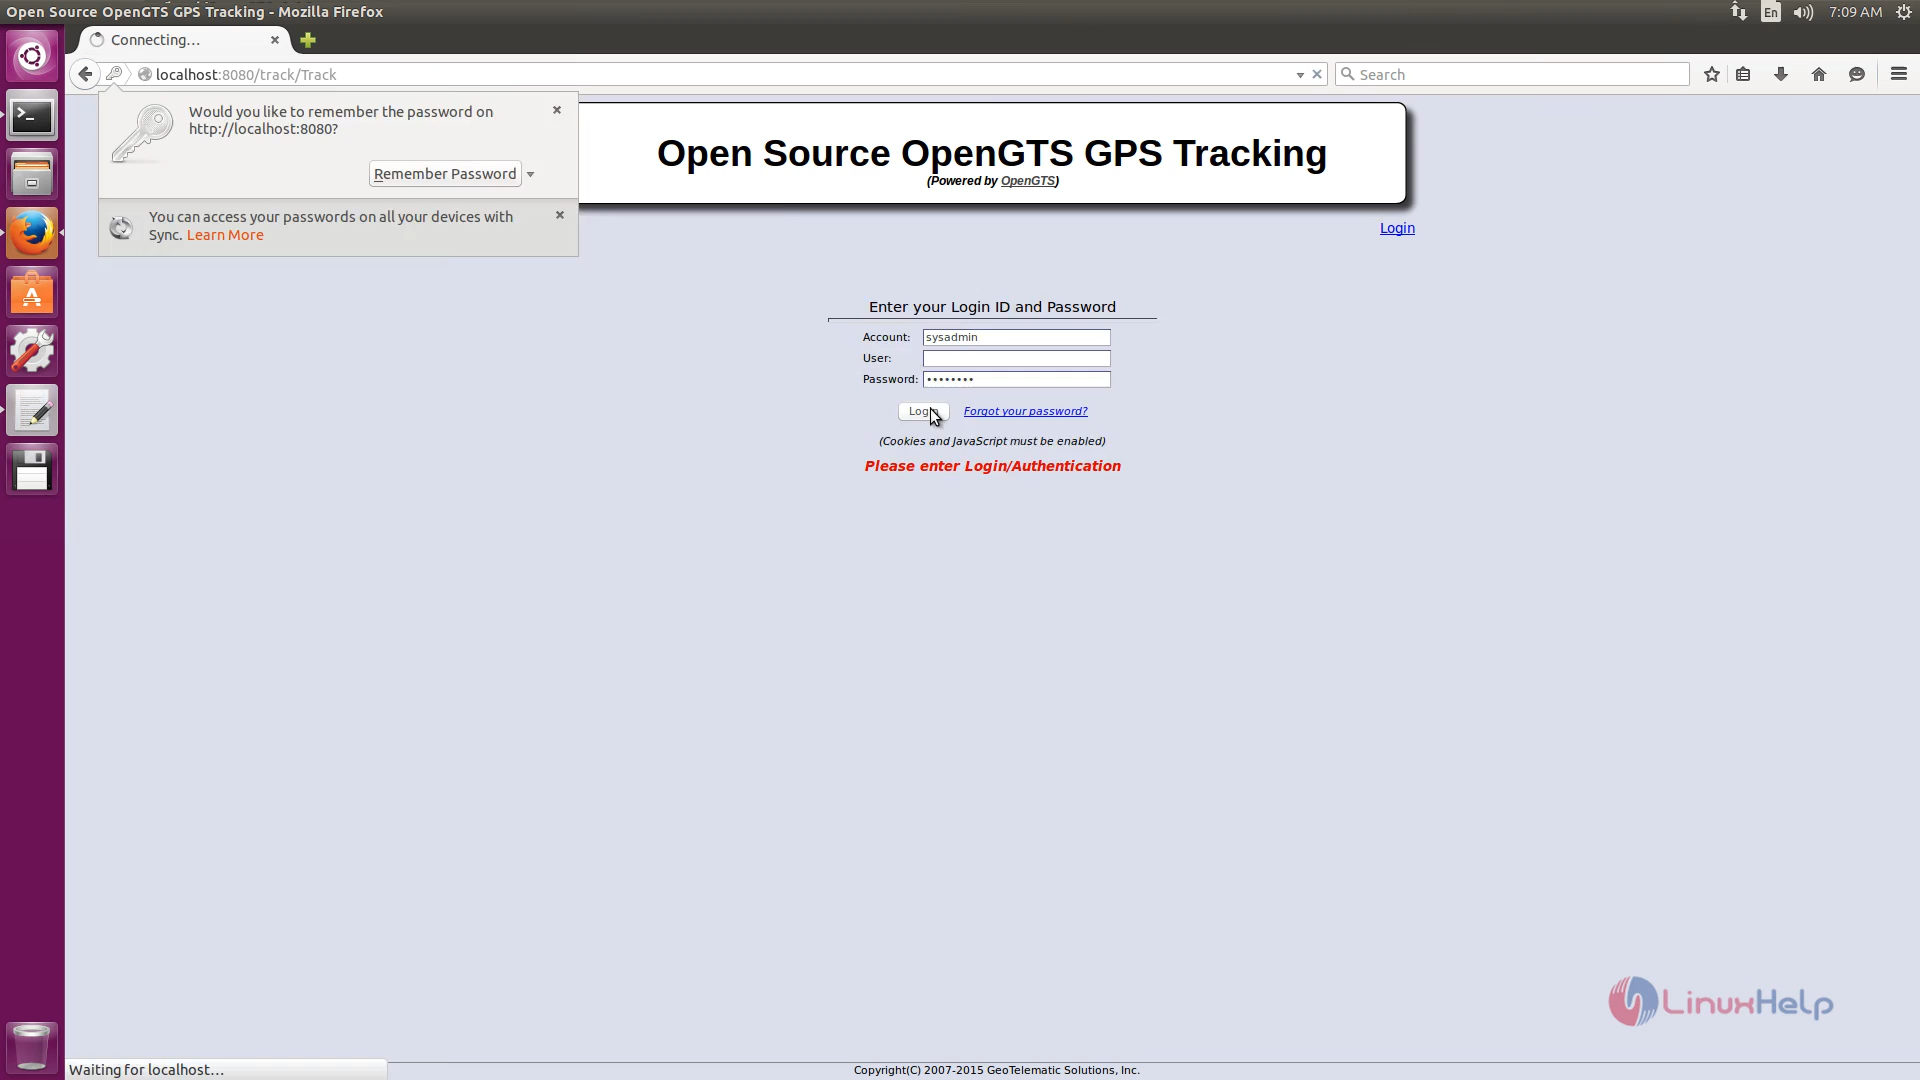 Open Source OpenGTS GPS Tracking - Mozilla Firefox
En
7:09 AM
Connecting...
localhost:8080/track/Track
Search
Would you like to remember the password on
http://localhost:8080?
Remember Password
You can access your passwords on all your devices with
Sync. Learn More
Open Source OpenGTS GPS Tracking
(Powered by OpenGTS)
Login
Enter your Login ID and Password
Account: sysadmin
User:
Password: ••••••••
Login Forgot your password?
(Cookies and JavaScript must be enabled)
Please enter Login/Authentication
LinuxHelp
Waiting for localhost...
Copyright(C) 2007-2015 GeoTelematic Solutions, Inc.